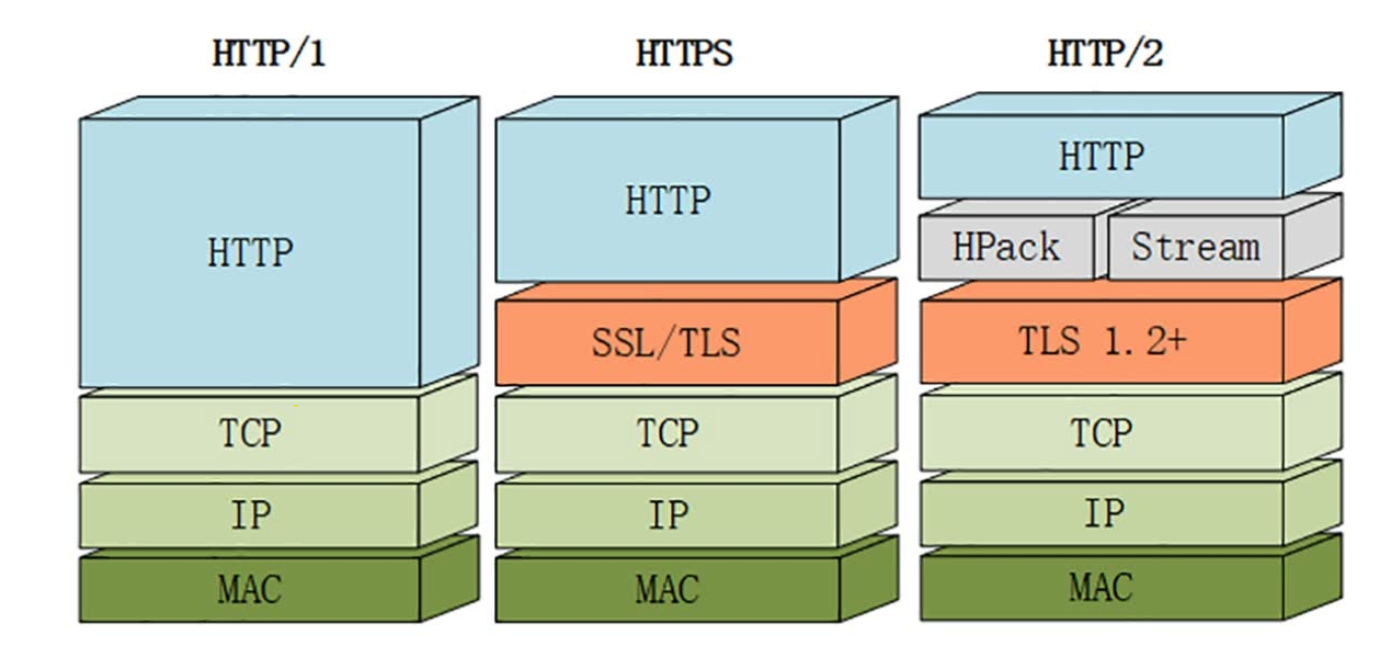 HTTP/1
HTTPS
HTTP/2
HTTP
HTTP
HTTP
HPack
Stream
SSL/TLS
TLS 1.2+
TCP
TCP
TCP
IP
IP
IP
MAC
MAC
MAC